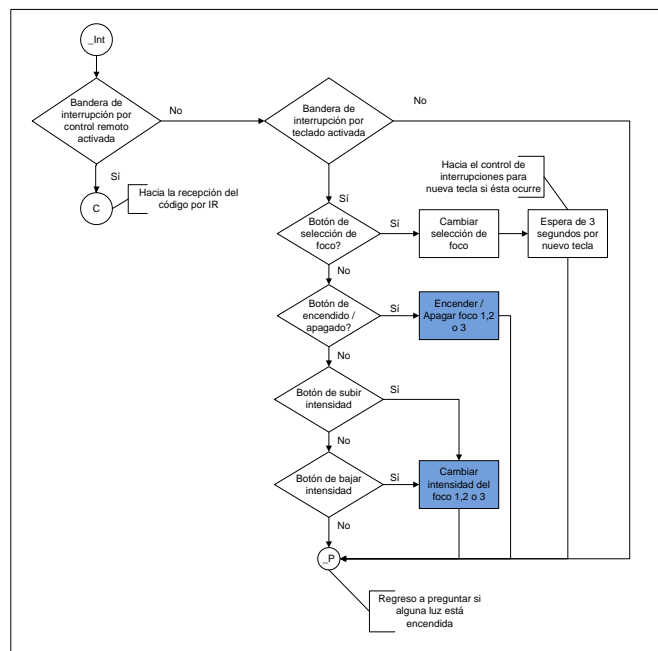 _Int
Bandera de
interrupción por
control remoto
activada
No
Bandera de
interrupción por
teclado activada
No
Sí
C
Hacia la recepción del
código por IR
Hacia el control de
interrupciones para
nueva tecla si ésta ocurre
Sí
Botón de
selección de
foco?
Sí
Cambiar
selección de
foco
Espera de 3
segundos por
nuevo tecla
No
Botón de
encendido /
apagado?
Sí
Encender /
Apagar foco 1,2
o 3
No
Botón de subir
intensidad
Sí
No
Botón de bajar
intensidad
Sí
Cambiar
intensidad del
foco 1,2 o 3
No
_P
Regreso a preguntar si
alguna luz está
encendida